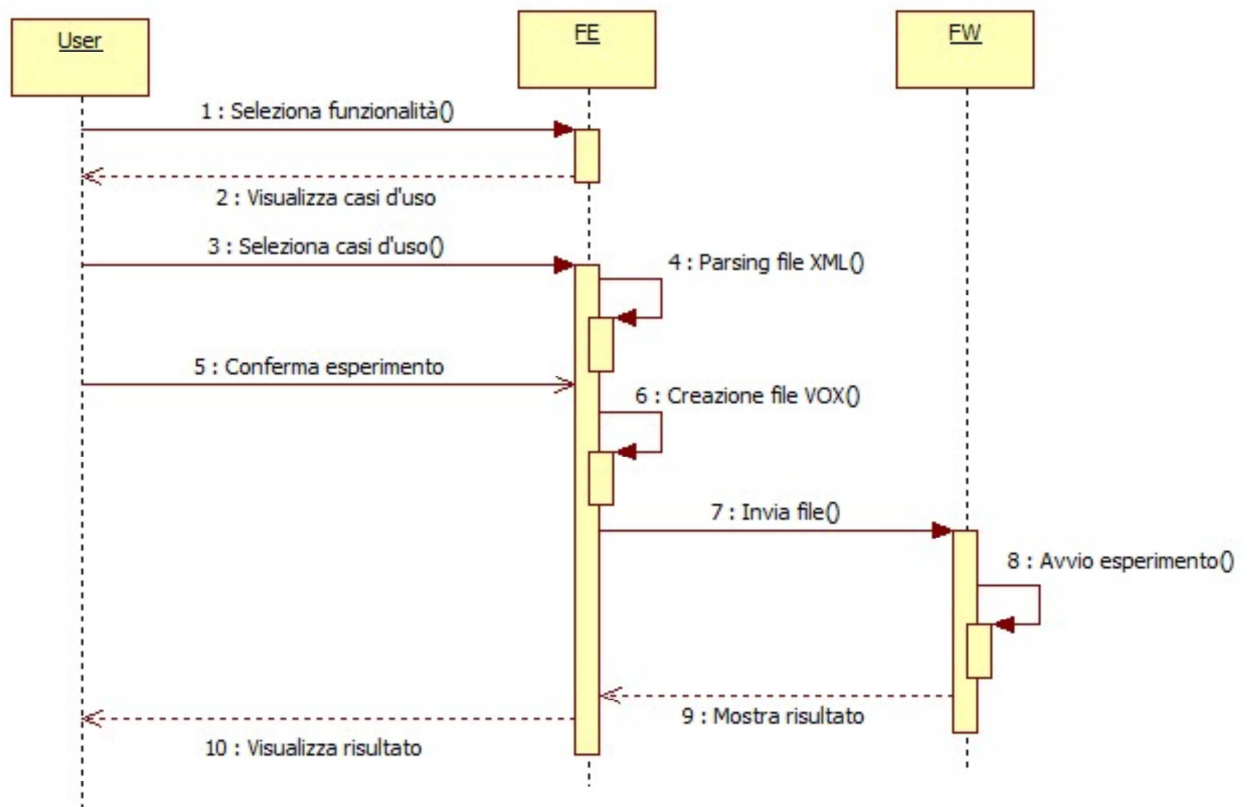 User
FE
FW
1 : Seleziona funzionalità()
2 : Visualizza casi d'uso
3 : Seleziona casi d'uso()
4 : Parsing file XML()
5 : Conferma esperimento
6 : Creazione file VOX()
7 : Invia file()
8 : Avvio esperimento()
9 : Mostra risultato
10 : Visualizza risultato